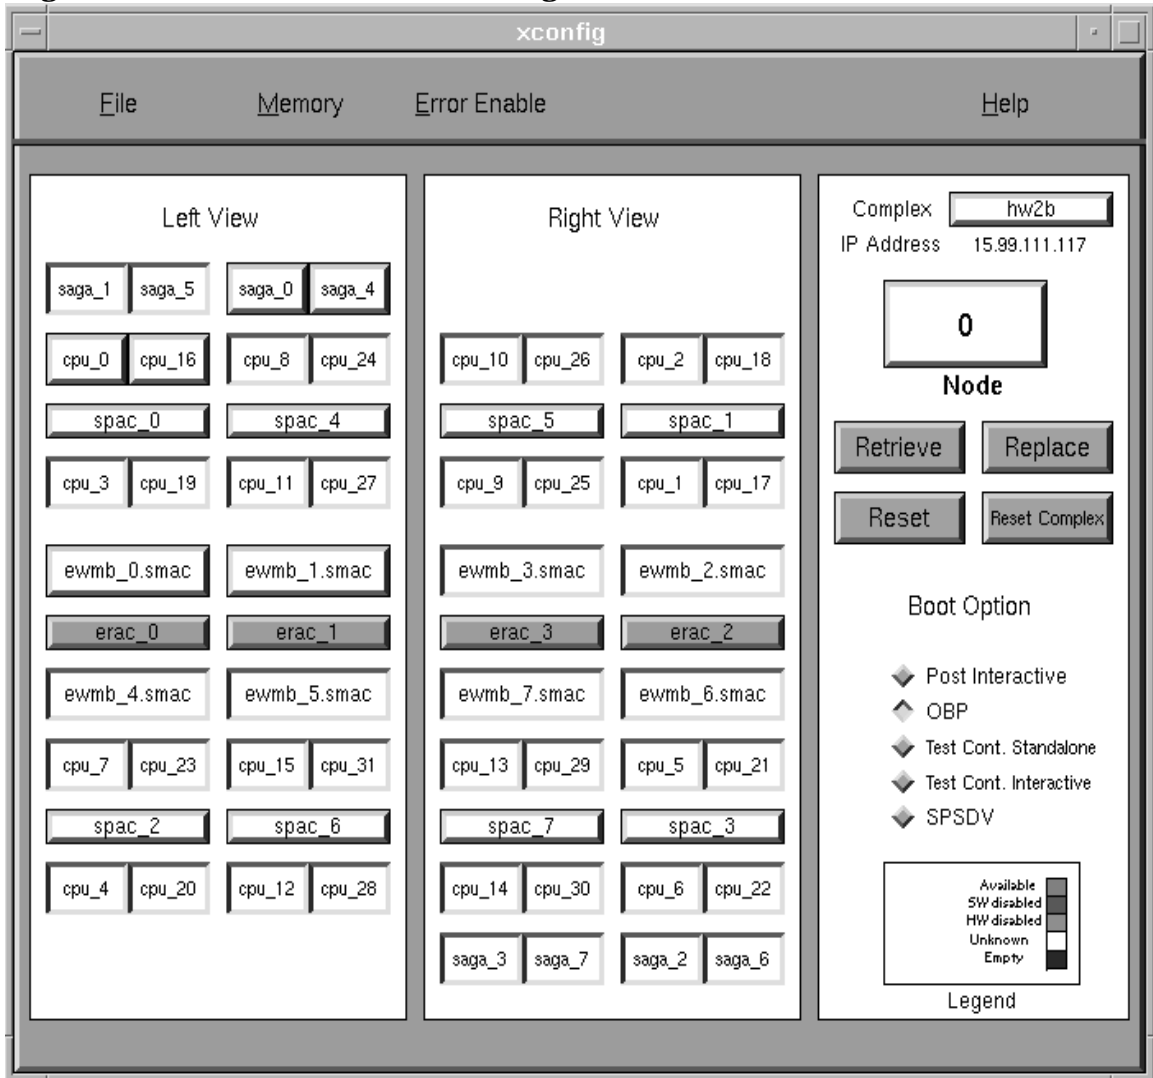 xconfig
File Memory Error Enable Help
Left View
saga_1 saga_5 saga_0 saga_4
cpu_0 cpu_16 cpu_8 cpu_24
spac_0 spac_4
cpu_3 cpu_19 cpu_11 cpu_27
ewmb_0.smac ewmb_1.smac
erac_0 erac_1
ewmb_4.smac ewmb_5.smac
cpu_7 cpu_23 cpu_15 cpu_31
spac_2 spac_6
cpu_4 cpu_20 cpu_12 cpu_28
Right View
cpu_10 cpu_26 cpu_2 cpu_18
spac_5 spac_1
cpu_9 cpu_25 cpu_1 cpu_17
ewmb_3.smac ewmb_2.smac
erac_3 erac_2
ewmb_7.smac ewmb_6.smac
cpu_13 cpu_29 cpu_5 cpu_21
spac_7 spac_3
cpu_14 cpu_30 cpu_6 cpu_22
saga_3 saga_7 saga_2 saga_6
Complex hw2b
IP Address 15.99.111.117
0
Node
Retrieve Replace
Reset Reset Complex
Boot Option
Post Interactive
OBP
Test Cont. Standalone
Test Cont. Interactive
SPSDV
Available
SW disabled
HW disabled
Unknown
Empty
Legend